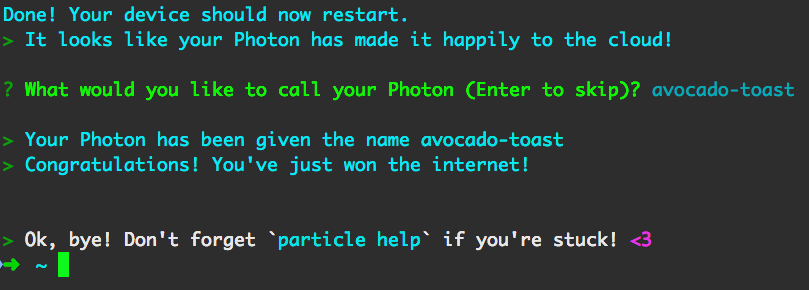 Done! Your device should now restart.
> It looks like your Photon has made it happily to the cloud!
? What would you like to call your Photon (Enter to skip)? avocado-toast
> Your Photon has been given the name avocado-toast
> Congratulations! You've just won the internet!
> Ok, bye! Don't forget `particle help` if you're stuck! <3
➜ ~